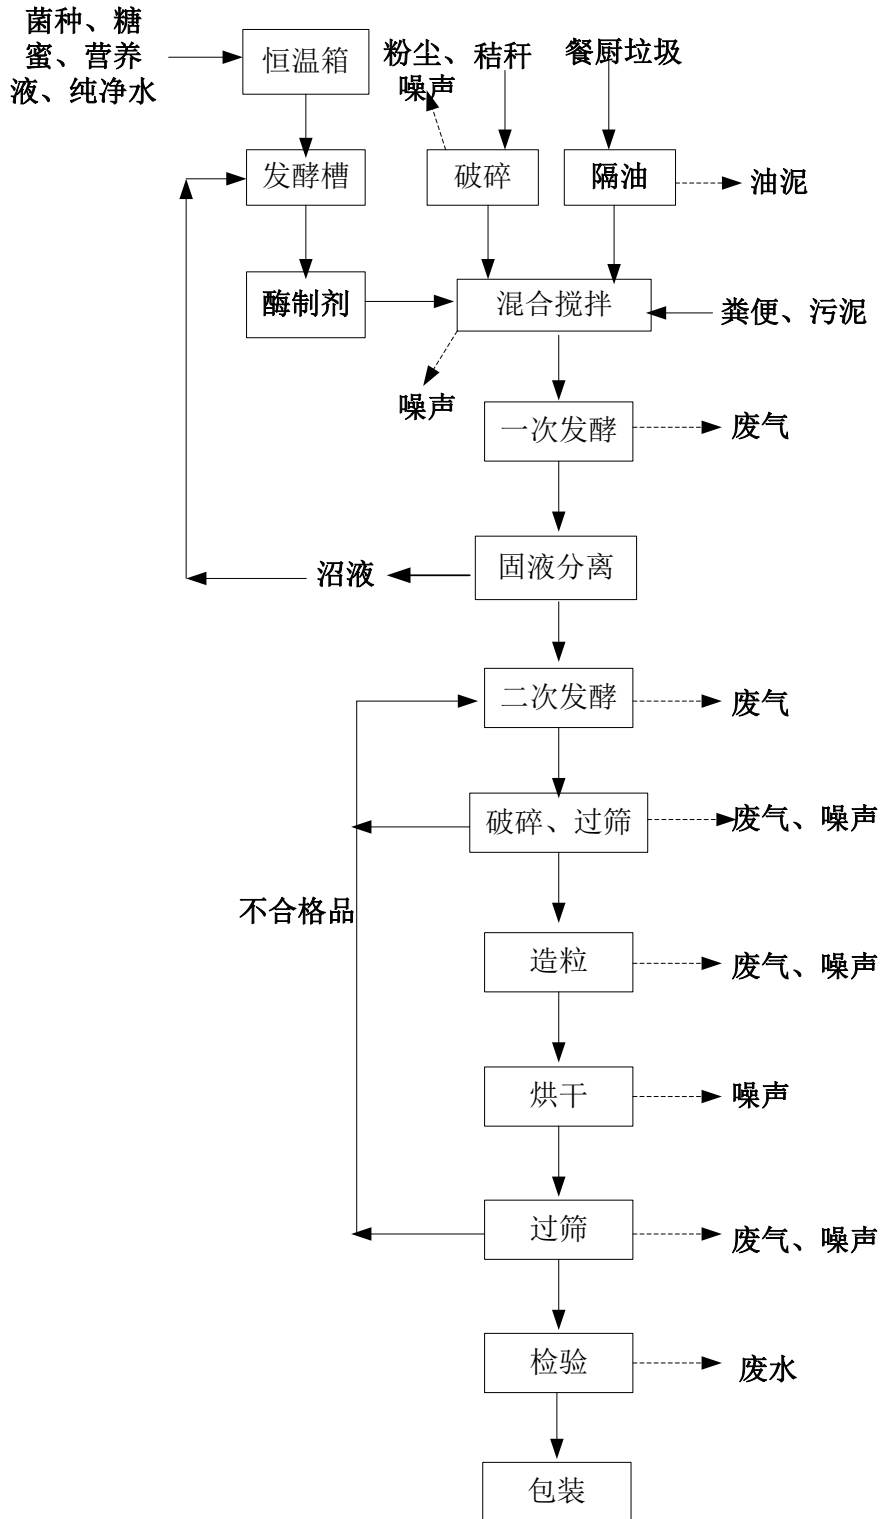 菌种、糖
蜜、营养
液、纯净水
恒温箱
粉尘、
噪声
秸秆
餐厨垃圾
发酵槽
破碎
隔油
油泥
酶制剂
混合搅拌
粪便、污泥
噪声
一次发酵
废气
沼液
固液分离
二次发酵
废气
破碎、过筛
废气、噪声
不合格品
造粒
废气、噪声
烘干
噪声
过筛
废气、噪声
检验
废水
包装